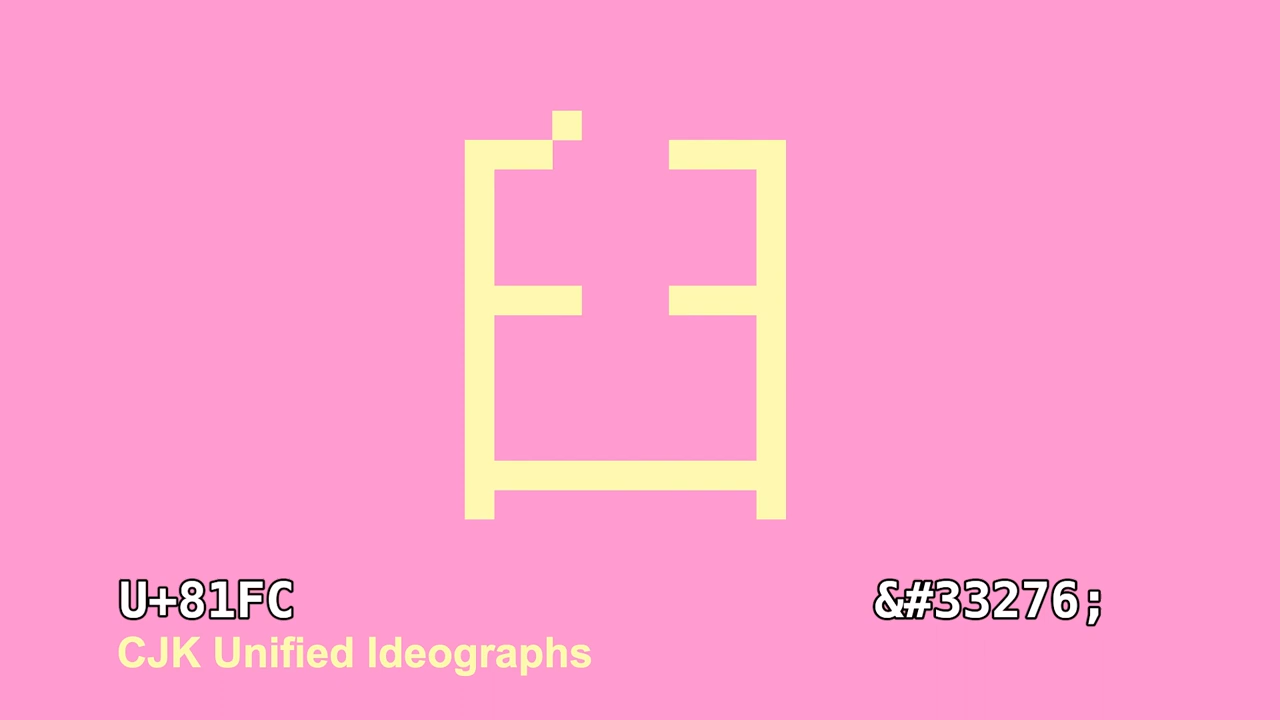 臼
U+81FC
&#33276;
CJK Unified Ideographs